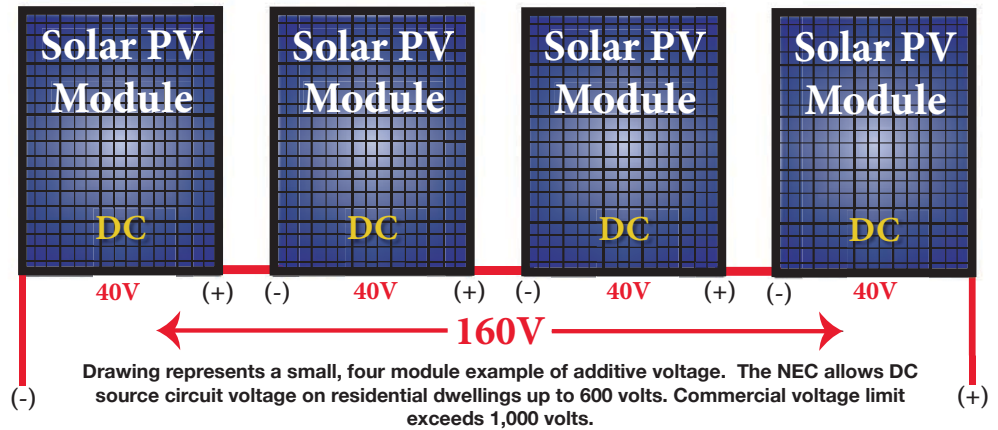 Solar PV Module
Solar PV Module
Solar PV Module
Solar PV Module
DC
DC
DC
DC
40V (+) (-) 40V (+) (-) 40V (+) (-) 40V
160V
(-) (+)
Drawing represents a small, four module example of additive voltage. The NEC allows DC
source circuit voltage on residential dwellings up to 600 volts. Commercial voltage limit
exceeds 1,000 volts.